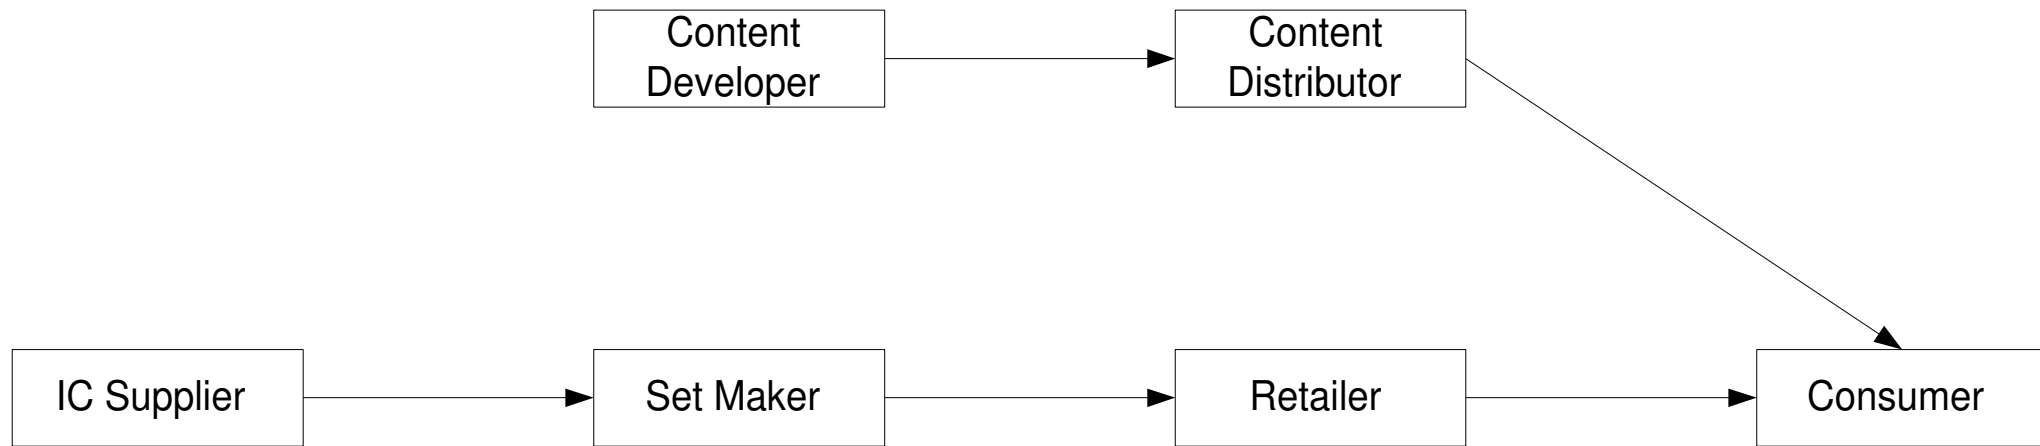 Content
Developer
Content
Distributor
IC Supplier
Set Maker
Retailer
Consumer